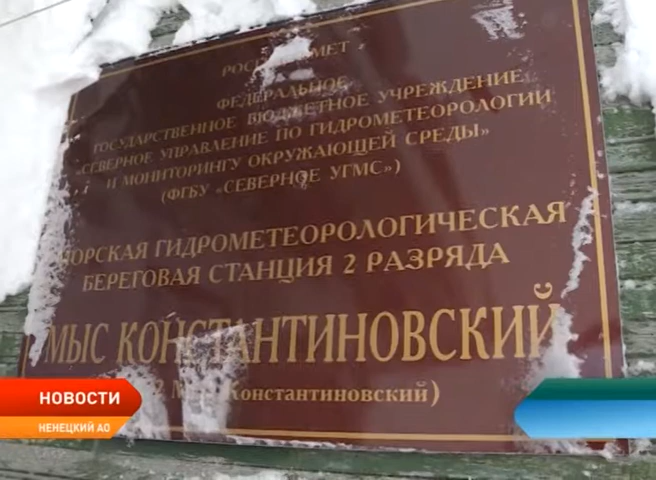 ФЕДЕРАЛЬНОЕ
ГОСУДАРСТВЕННОЕ БЮДЖЕТНОЕ УЧРЕЖДЕНИЕ
«СЕВЕРНОЕ УПРАВЛЕНИЕ ПО ГИДРОМЕТЕОРОЛОГИИ
И МОНИТОРИНГУ ОКРУЖАЮЩЕЙ СРЕДЫ»
(ФГБУ «СЕВЕРНОЕ УГМС»)
МОРСКАЯ ГИДРОМЕТЕОРОЛОГИЧЕСКАЯ
БЕРЕГОВАЯ СТАНЦИЯ 2 РАЗРЯДА
МЫС КОНСТАНТИНОВСКИЙ
Константиновский)
НОВОСТИ
НЕНЕЦКИЙ АО